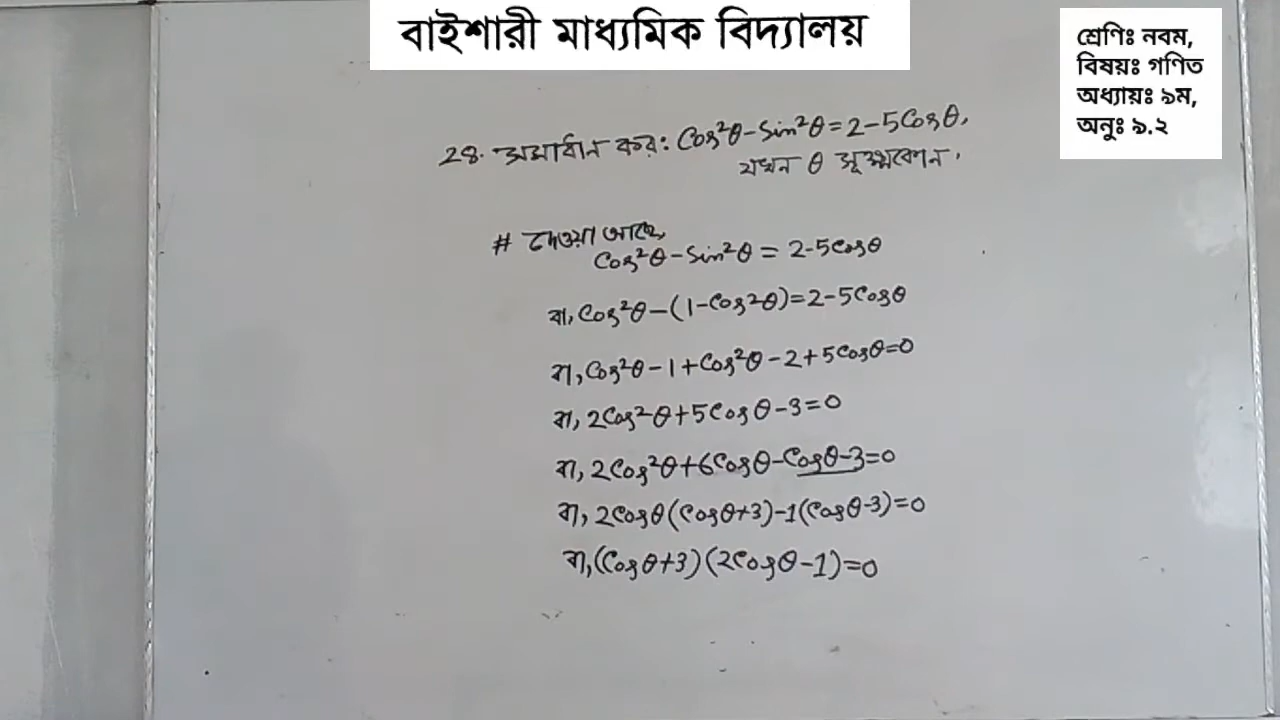 বাইশারী মাধ্যমিক বিদ্যালয়
শ্রেণিঃ নবম,
বিষয়ঃ গণিত
অধ্যায়ঃ ৯ম,
অনুঃ ৯.২
28. সমাধান কর: Cos²θ-Sin²θ=2-5Cosθ,
যখন θ সূক্ষ্মকোন,
# দেওয়া আছে,
Cos²θ-Sin²θ = 2-5Cosθ
বা, Cos²θ-(1-Cos²θ)=2-5Cosθ
বা, Cos²θ-1+Cos²θ-2+5Cosθ=0
বা, 2Cos²θ+5Cosθ-3=0
বা, 2Cos²θ+6Cosθ-Cosθ-3=0
বা, 2Cosθ(Cosθ+3)-1(Cosθ-3)=0
বা, (Cosθ+3)(2Cosθ-1)=0